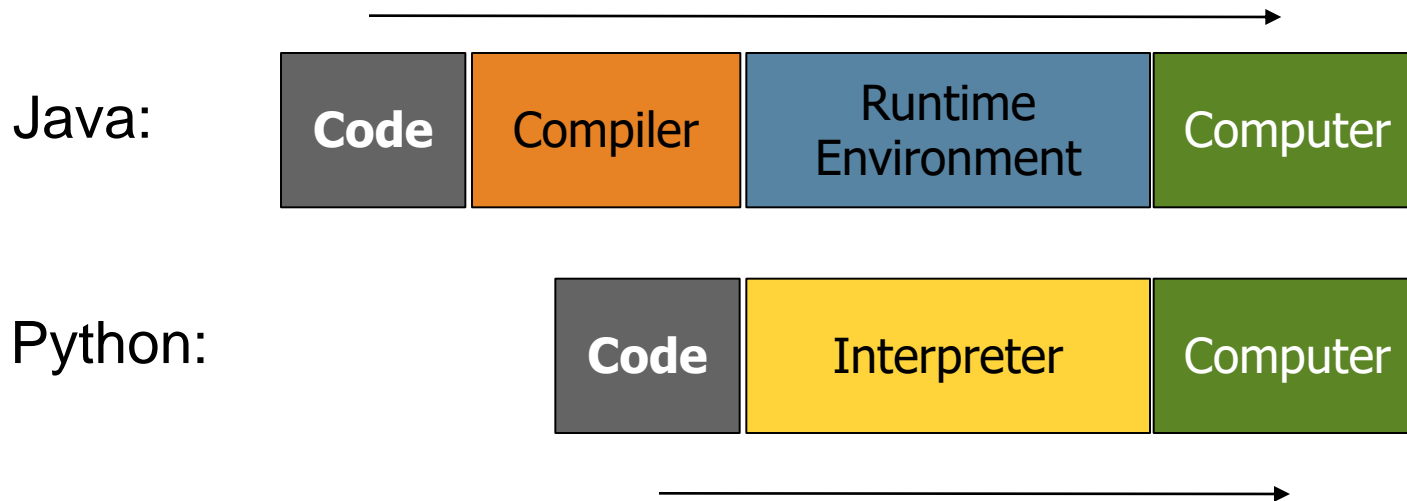 Java:
Code
Compiler
Runtime
Environment
Computer
Python:
Code
Interpreter
Computer